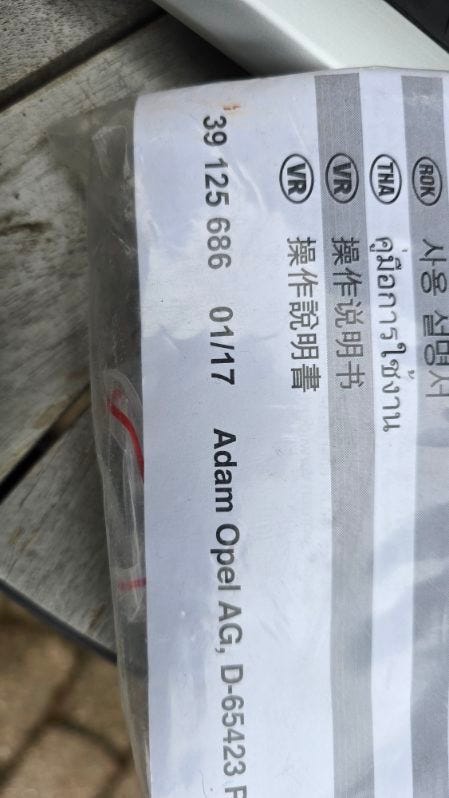 ROK 사용 설명서
THA คู่มือการใช้งาน
VR 操作说明书
VR 操作說明書
39 125 686 01/17 Adam Opel AG, D-65423